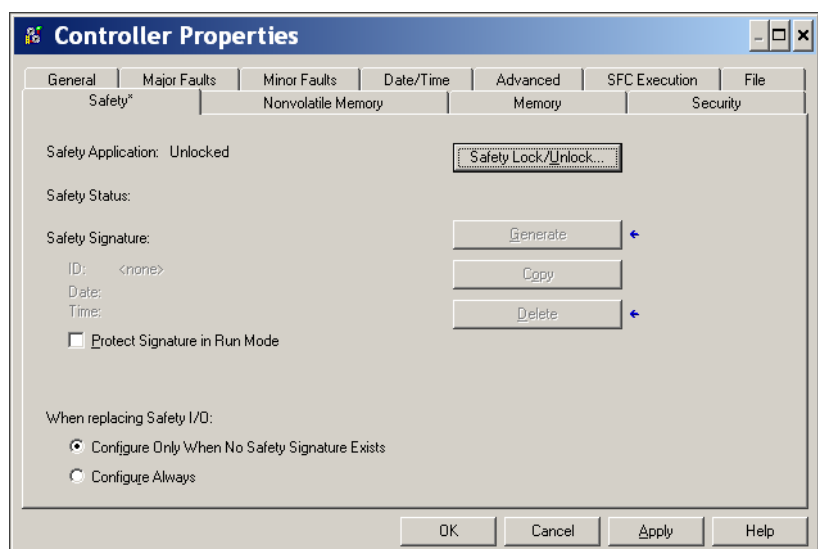 Controller Properties
General Major Faults Minor Faults Date/Time Advanced SFC Execution File
Safety* Nonvolatile Memory Memory Security
Safety Application: Unlocked Safety Lock/Unlock...
Safety Status:
Safety Signature: Generate
ID: <none> Copy
Date:
Time: Delete
Protect Signature in Run Mode
When replacing Safety I/O:
Configure Only When No Safety Signature Exists
Configure Always
OK Cancel Apply Help